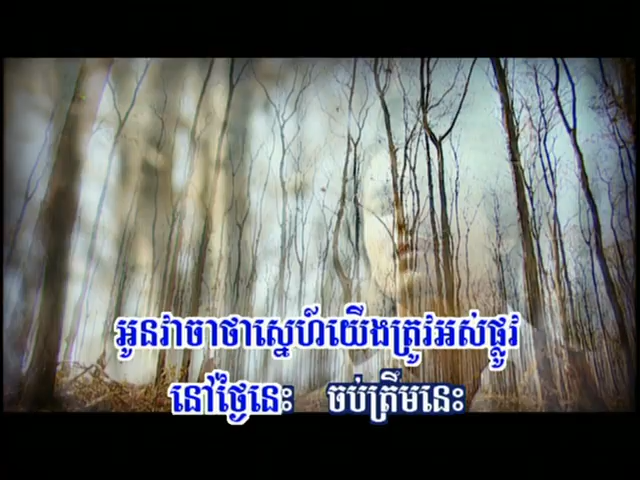 អូនវាចាថាស្នេហ៍យើងត្រូវអស់ផ្លូវ
នៅថ្ងៃនេះ ចប់ត្រឹមនេះ